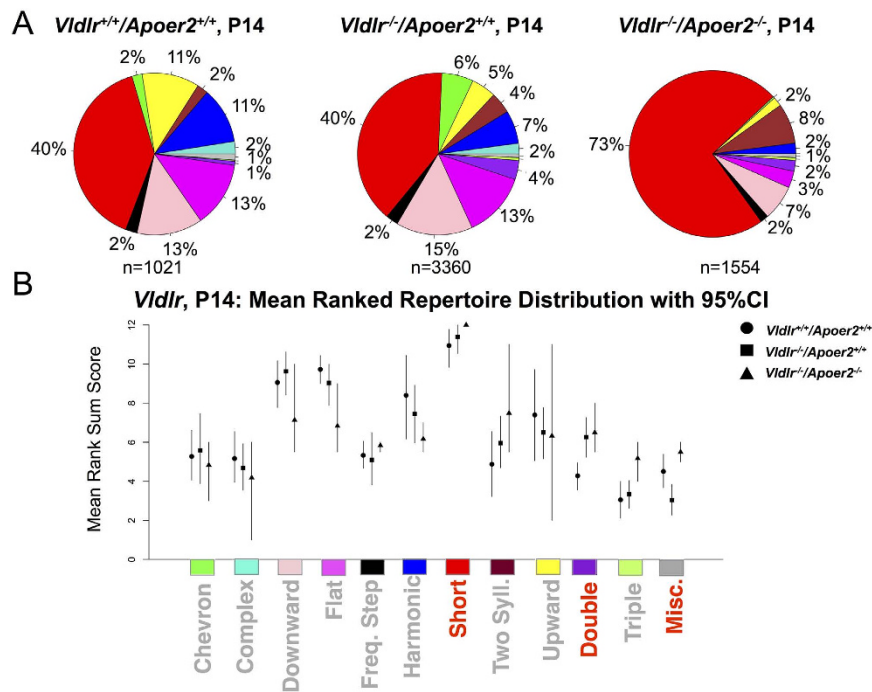 A
Vldlr+/+/Apoer2+/+, P14
Vldlr-/-/Apoer2+/+, P14
Vldlr-/-/Apoer2-/-, P14
2%
11%
2%
11%
2%
1%
1%
13%
13%
2%
40%
n=1021
6%
5%
4%
7%
2%
4%
13%
15%
2%
40%
n=3360
2%
8%
2%
1%
2%
3%
7%
2%
73%
n=1554
B
Vldlr, P14: Mean Ranked Repertoire Distribution with 95%CI
Mean Rank Sum Score
12
10
8
6
4
2
0
Vldlr+/+/Apoer2+/+
Vldlr-/-/Apoer2+/+
Vldlr-/-/Apoer2-/-
Chevron
Complex
Downward
Flat
Freq. Step
Harmonic
Short
Two Syll.
Upward
Double
Triple
Misc.